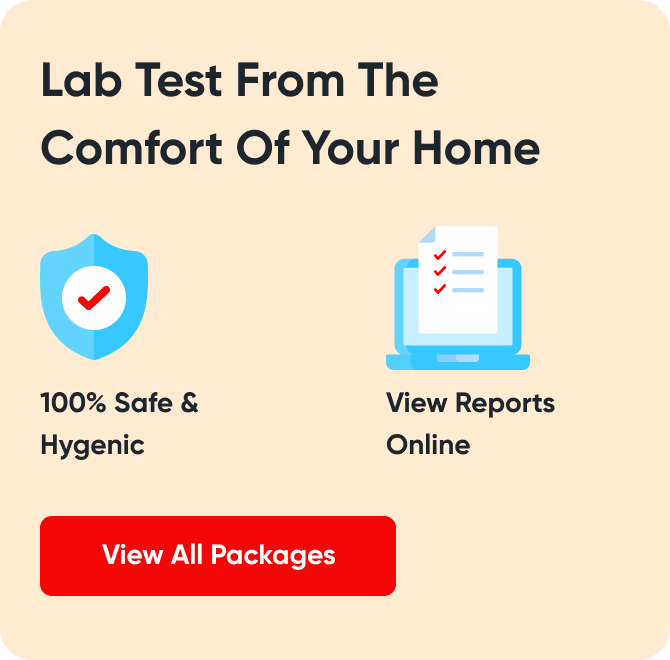 Lab Test From The
Comfort Of Your Home
100% Safe &
Hygenic
View Reports
Online
View All Packages